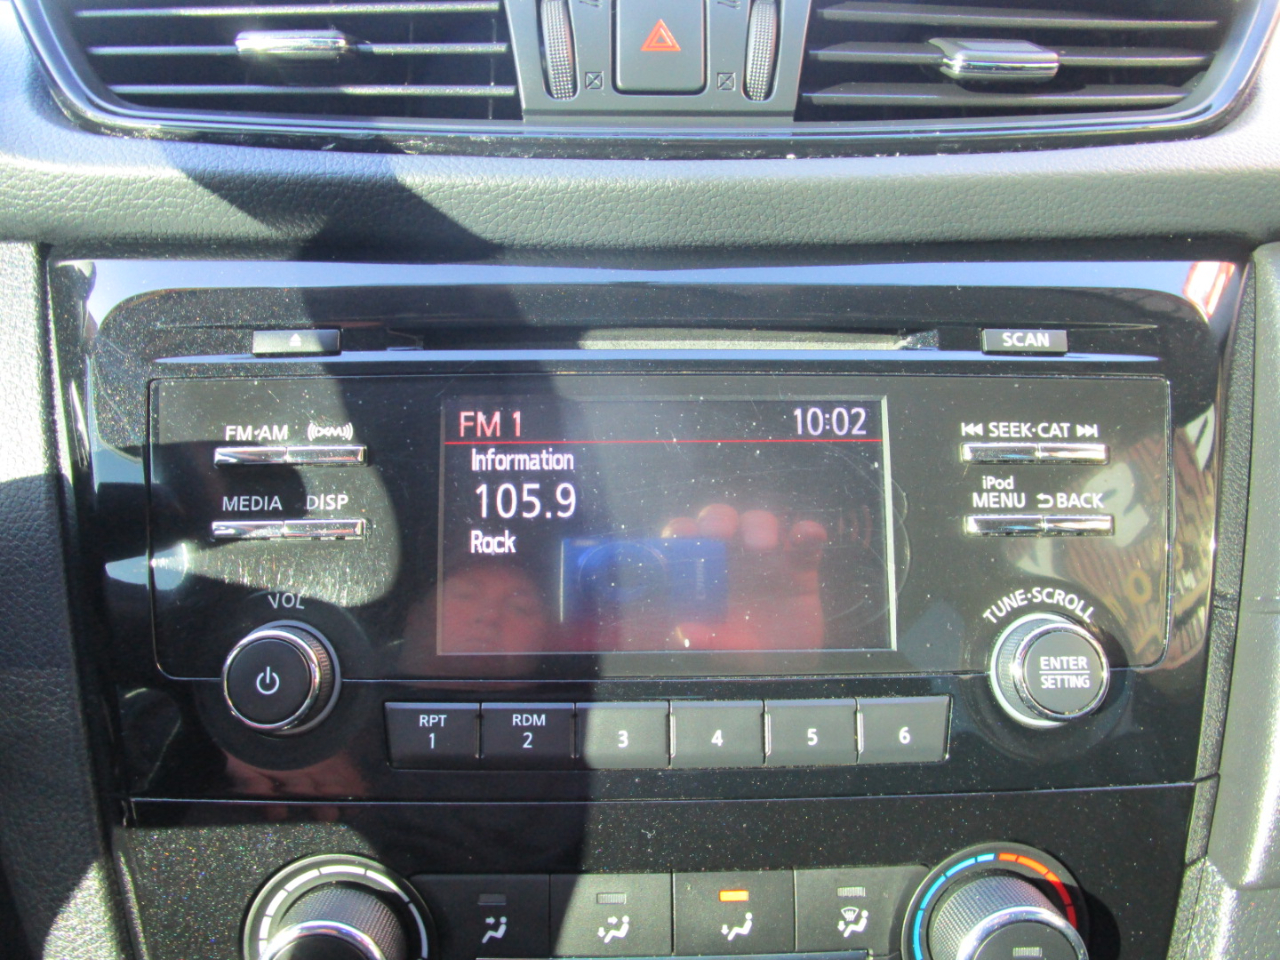 SCAN
FM·AM ((XM))
MEDIA DISP
VOL
FM 1 10:02
Information
105.9
Rock
SEEK·CAT
iPod
MENU BACK
TUNE·SCROLL
ENTER
SETTING
RPT
1
RDM
2
3
4
5
6